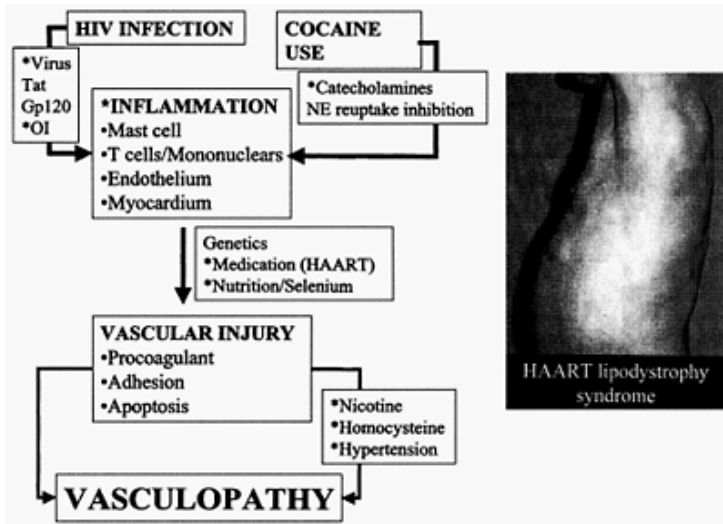 HIV INFECTION
*Virus
Tat
Gp120
*OI
COCAINE
USE
*Catecholamines
NE reuptake inhibition
*INFLAMMATION
•Mast cell
•T cells/Mononuclears
•Endothelium
•Myocardium
Genetics
*Medication (HAART)
*Nutrition/Selenium
VASCULAR INJURY
•Procoagulant
•Adhesion
•Apoptosis
*Nicotine
*Homocysteine
*Hypertension
VASCULOPATHY
HAART lipodystrophy
syndrome